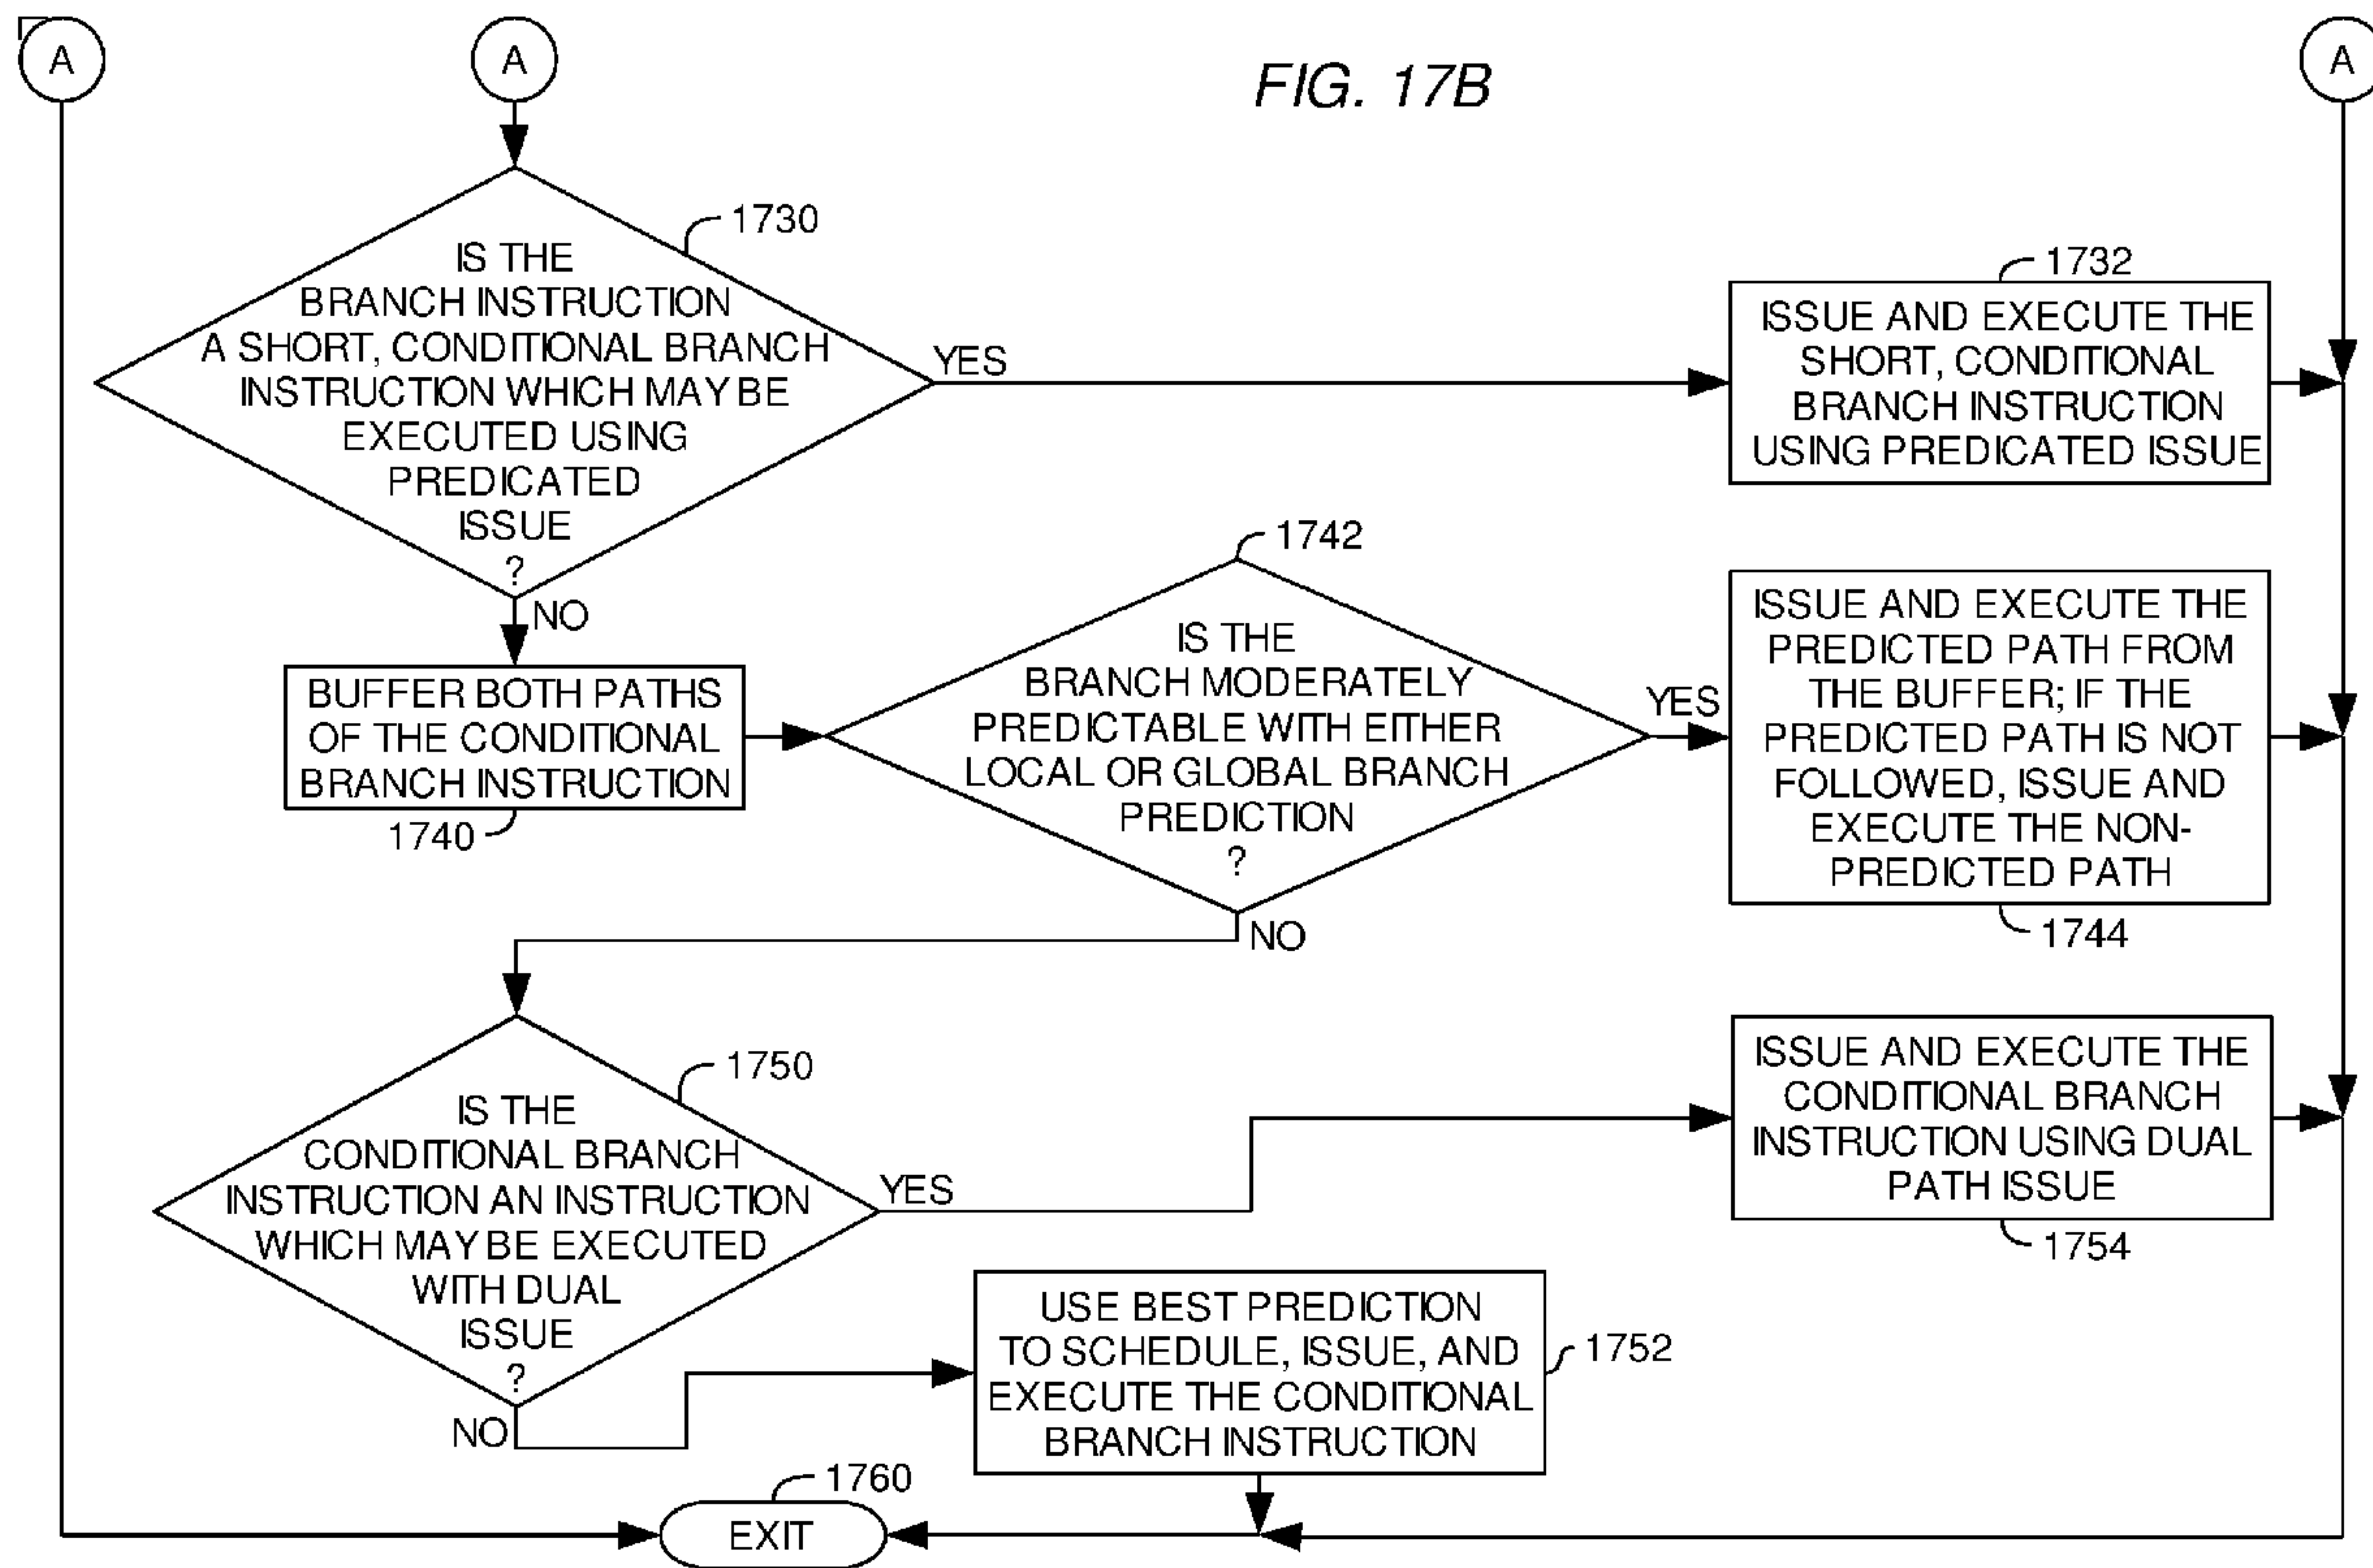 A
A
FIG. 17B
A
1730
IS THE
BRANCH INSTRUCTION
A SHORT, CONDITIONAL BRANCH
INSTRUCTION WHICH MAY BE
EXECUTED USING
PREDICATED
ISSUE
?
YES
NO
1732
ISSUE AND EXECUTE THE
SHORT, CONDITIONAL
BRANCH INSTRUCTION
USING PREDICATED ISSUE
BUFFER BOTH PATHS
OF THE CONDITIONAL
BRANCH INSTRUCTION
1740
1742
IS THE
BRANCH MODERATELY
PREDICTABLE WITH EITHER
LOCAL OR GLOBAL BRANCH
PREDICTION
?
YES
NO
ISSUE AND EXECUTE THE
PREDICTED PATH FROM
THE BUFFER; IF THE
PREDICTED PATH IS NOT
FOLLOWED, ISSUE AND
EXECUTE THE NON-
PREDICTED PATH
1744
1750
IS THE
CONDITIONAL BRANCH
INSTRUCTION AN INSTRUCTION
WHICH MAY BE EXECUTED
WITH DUAL
ISSUE
?
YES
NO
ISSUE AND EXECUTE THE
CONDITIONAL BRANCH
INSTRUCTION USING DUAL
PATH ISSUE
1754
USE BEST PREDICTION
TO SCHEDULE, ISSUE, AND
EXECUTE THE CONDITIONAL
BRANCH INSTRUCTION
1752
1760
EXIT